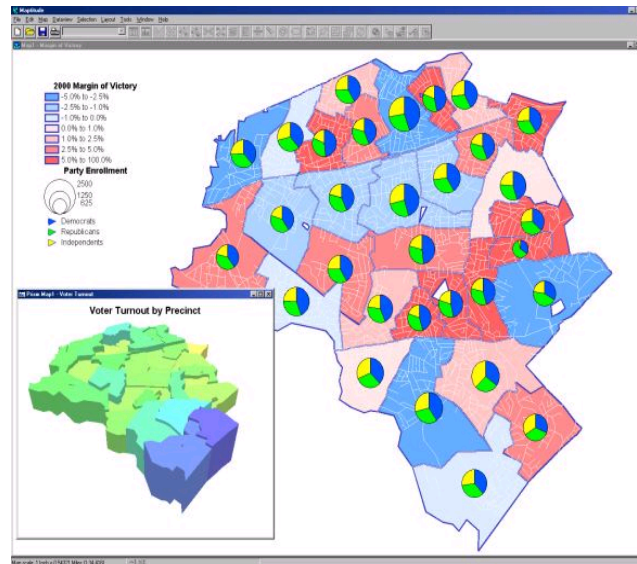 Maptitude
File Edit Map Dataview Selection Layout Tools Window Help
Map1 - Margin of Victory
2000 Margin of Victory
-5.0% to -2.5%
-2.5% to -1.0%
-1.0% to 0.0%
0.0% to 1.0%
1.0% to 2.5%
2.5% to 5.0%
5.0% to 100.0%
Party Enrollment
2500
1250
625
Democrats
Republicans
Independents
Prism Map1 - Voter Turnout
Voter Turnout by Precinct